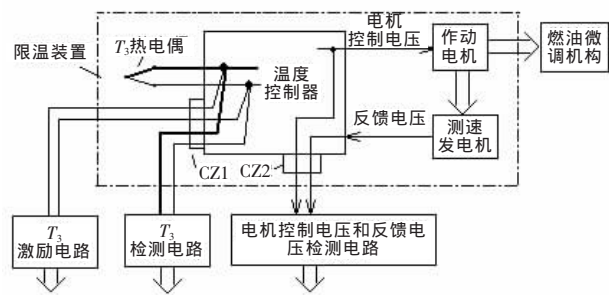 限温装置
T₃热电偶
温度
控制器
电机
控制电压
作动
电机
燃油微
调机构
反馈电压
测速
发电机
CZ1
CZ2
T₃
激励电路
T₃
检测电路
电机控制电压和反馈电
压检测电路